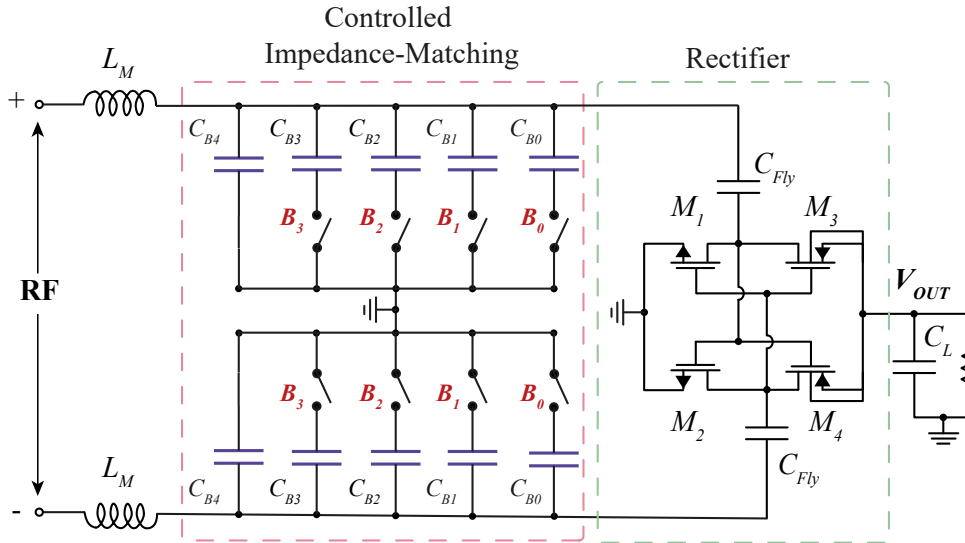 Controlled
Impedance-Matching
Rectifier
L_M
+
C_B4
C_B3
C_B2
C_B1
C_B0
C_Fly
B_3
B_2
B_1
B_0
M_1
M_3
RF
V_OUT
C_L
B_3
B_2
B_1
B_0
M_2
M_4
C_Fly
L_M
C_B4
C_B3
C_B2
C_B1
C_B0
-